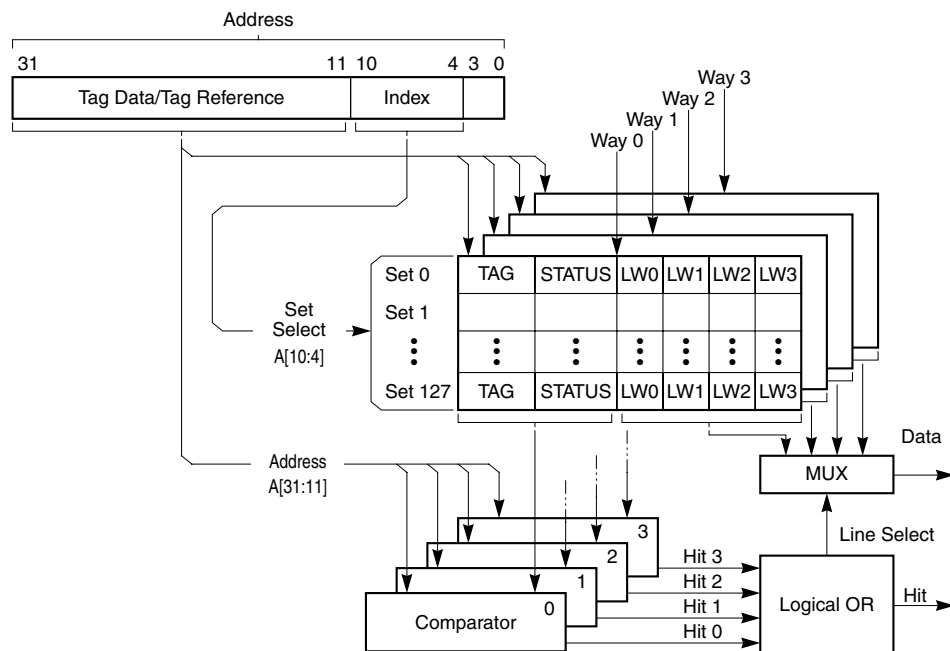 Address
31 11 10 4 3 0
Tag Data/Tag Reference Index
Way 3
Way 2
Way 1
Way 0
Set 0 TAG STATUS LW0 LW1 LW2 LW3
Set 1
Set
Select
A[10:4]
Set 127 TAG STATUS LW0 LW1 LW2 LW3
Data
MUX
Address
A[31:11]
Line Select
3
2
1
0
Comparator
Hit 3
Hit 2
Hit 1
Hit 0
Logical OR
Hit